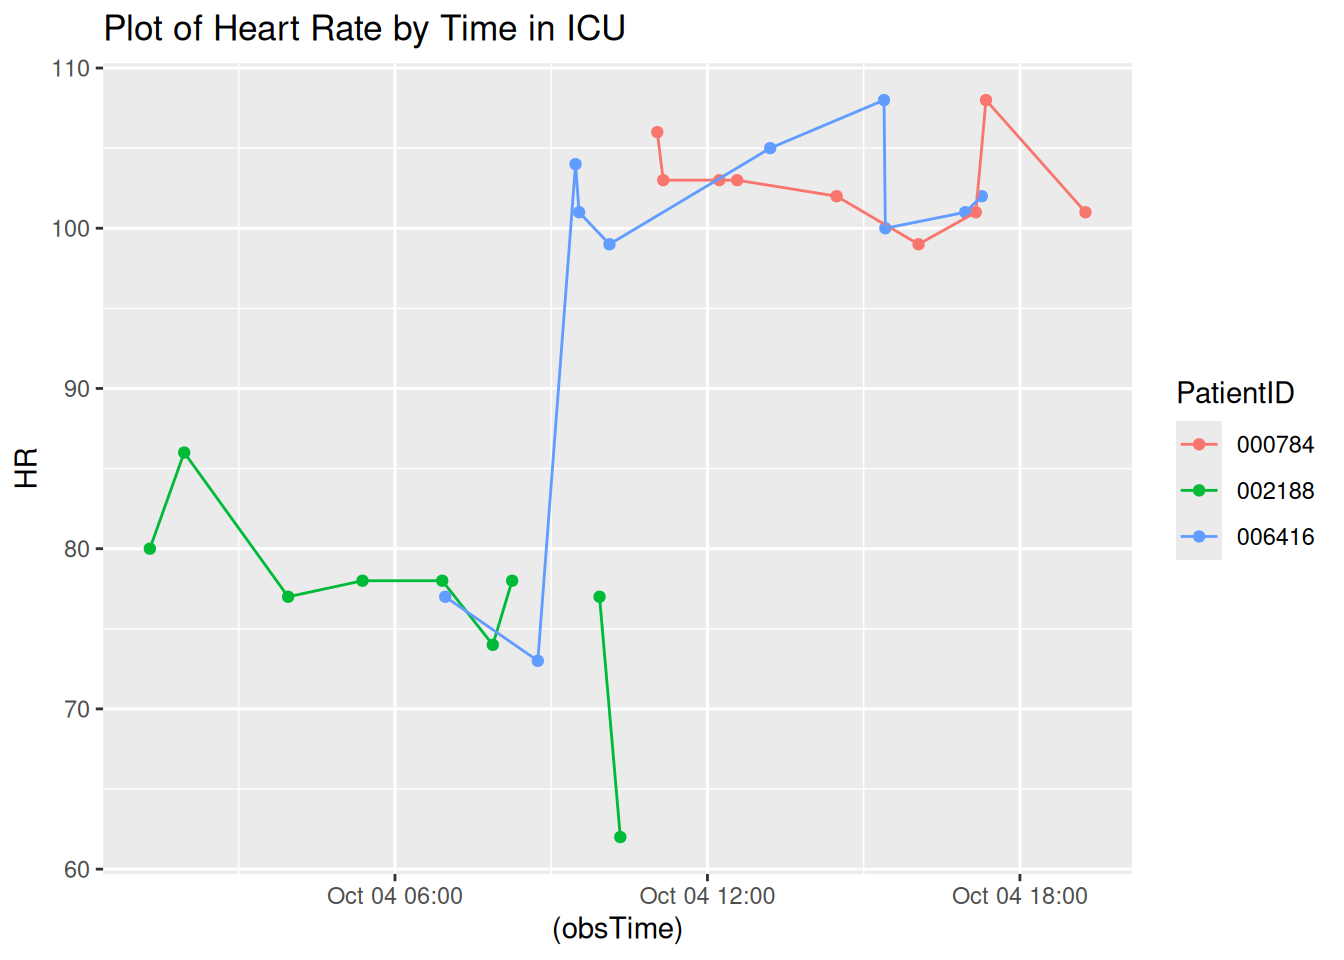 Plot of Heart Rate by Time in ICU
110
100
90
80
70
60
HR
Oct 04 06:00
Oct 04 12:00
Oct 04 18:00
(obsTime)
PatientID
000784
002188
006416